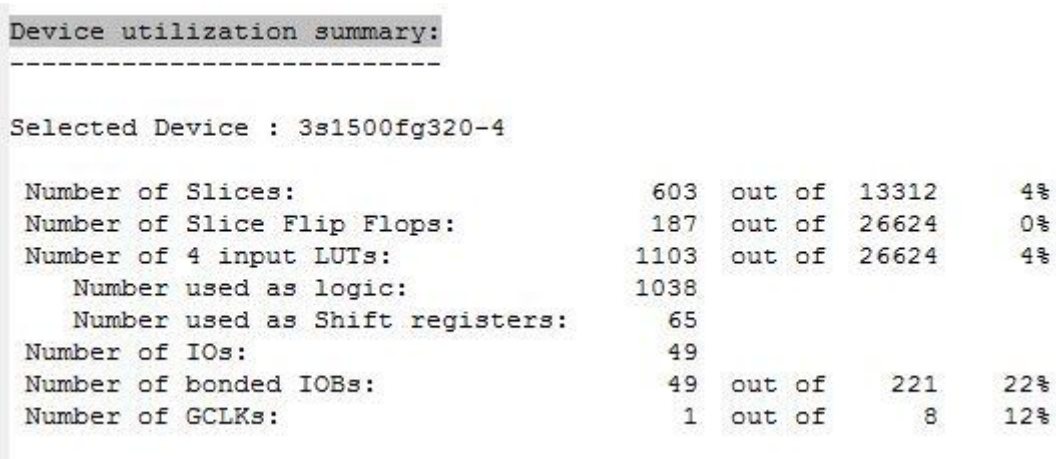 Device utilization summary:
---------------------------
Selected Device : 3s1500fg320-4
Number of Slices: 603 out of 13312 4%
Number of Slice Flip Flops: 187 out of 26624 0%
Number of 4 input LUTs: 1103 out of 26624 4%
Number used as logic: 1038
Number used as Shift registers: 65
Number of IOs: 49
Number of bonded IOBs: 49 out of 221 22%
Number of GCLKs: 1 out of 8 12%